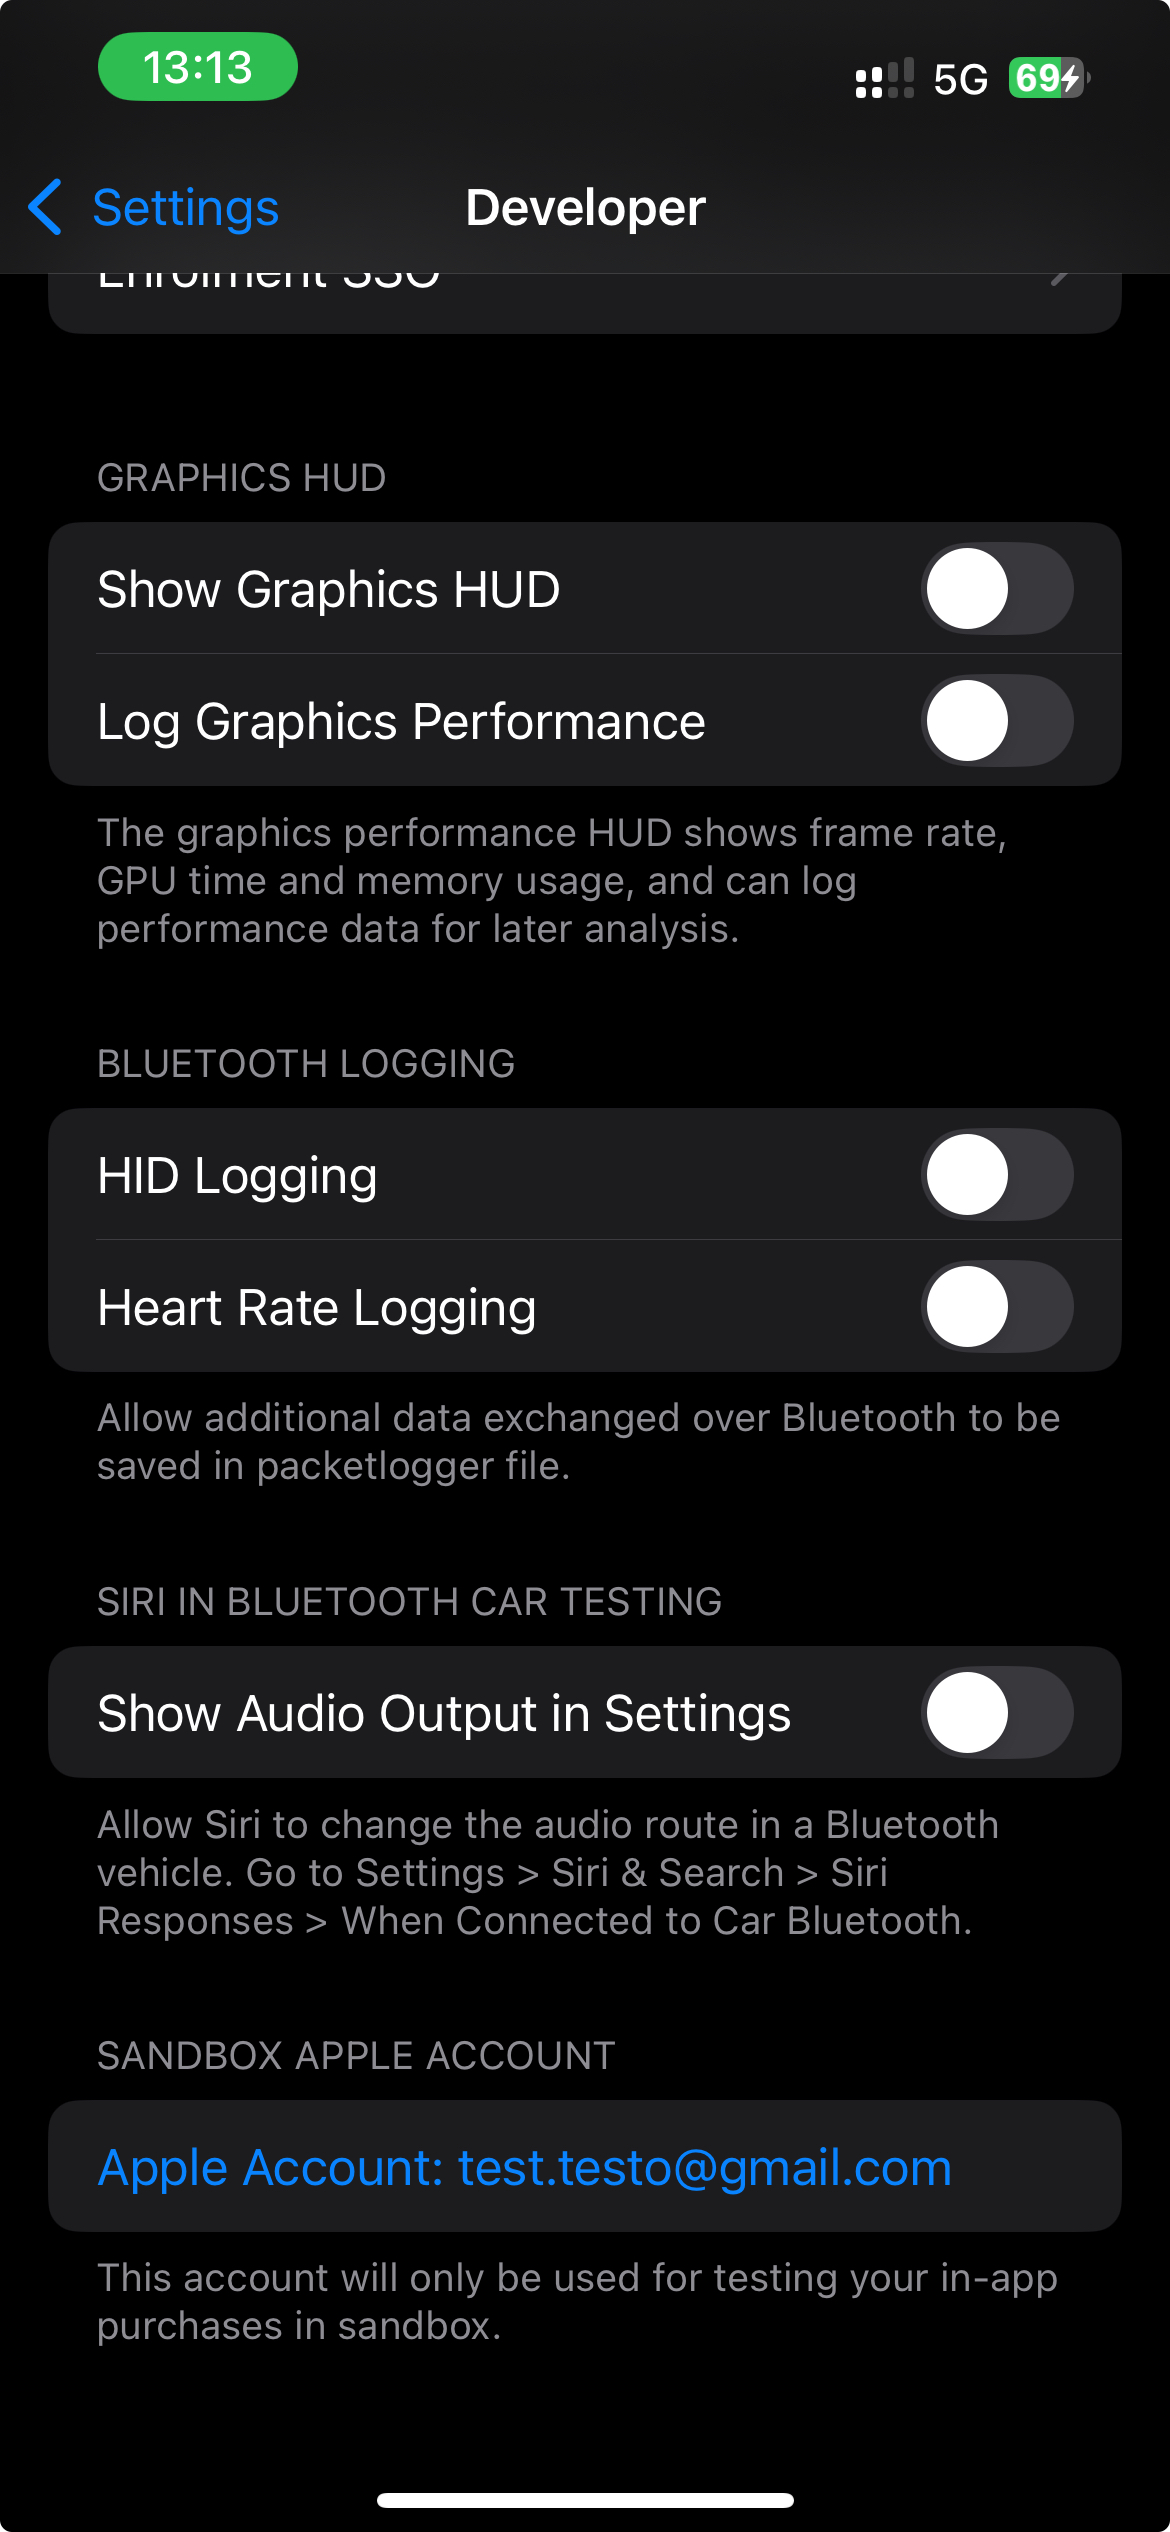 13:13
5G
69
Settings
Developer
Enrolment SSO
GRAPHICS HUD
Show Graphics HUD
Log Graphics Performance
The graphics performance HUD shows frame rate,
GPU time and memory usage, and can log
performance data for later analysis.
BLUETOOTH LOGGING
HID Logging
Heart Rate Logging
Allow additional data exchanged over Bluetooth to be
saved in packetlogger file.
SIRI IN BLUETOOTH CAR TESTING
Show Audio Output in Settings
Allow Siri to change the audio route in a Bluetooth
vehicle. Go to Settings > Siri & Search > Siri
Responses > When Connected to Car Bluetooth.
SANDBOX APPLE ACCOUNT
Apple Account: test.testo@gmail.com
This account will only be used for testing your in-app
purchases in sandbox.